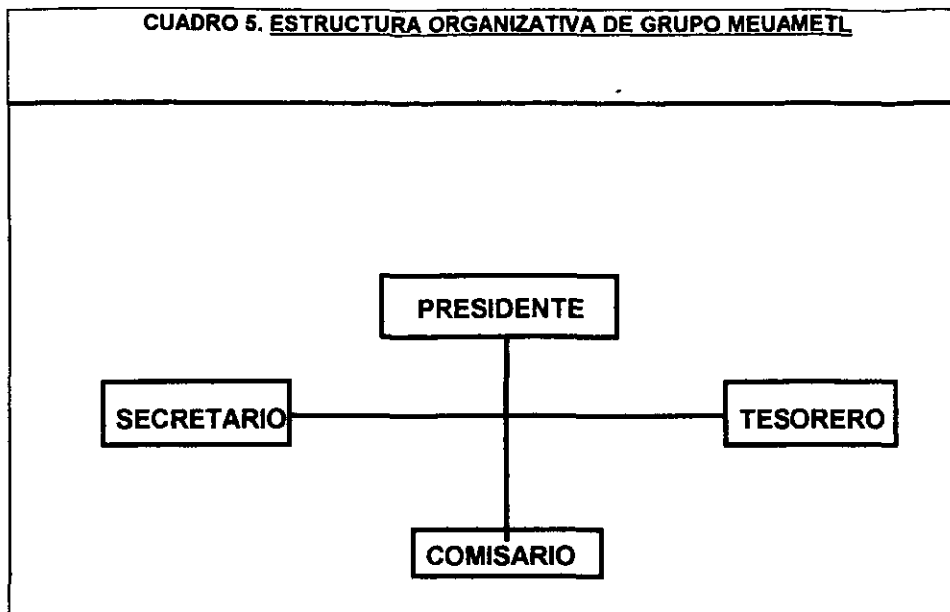 CUADRO 5. ESTRUCTURA ORGANIZATIVA DE GRUPO MEUAMETL
PRESIDENTE
SECRETARIO
TESORERO
COMISARIO